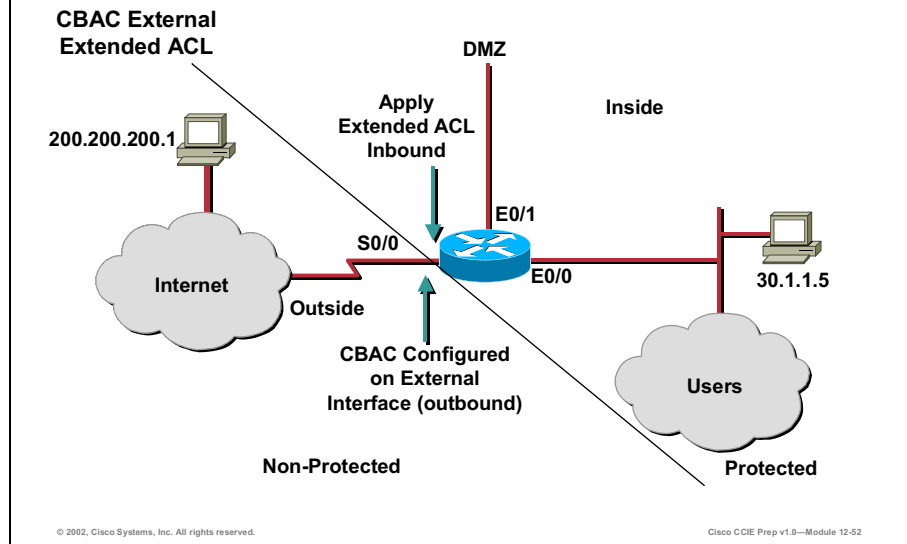 CBAC External
Extended ACL
DMZ
Apply
Extended ACL
Inbound
Inside
200.200.200.1
E0/1
S0/0
E0/0
30.1.1.5
Internet
Outside
CBAC Configured
on External
Interface (outbound)
Users
Non-Protected
Protected
© 2002, Cisco Systems, Inc. All rights reserved.
Cisco CCIE Prep v1.0—Module 12-52